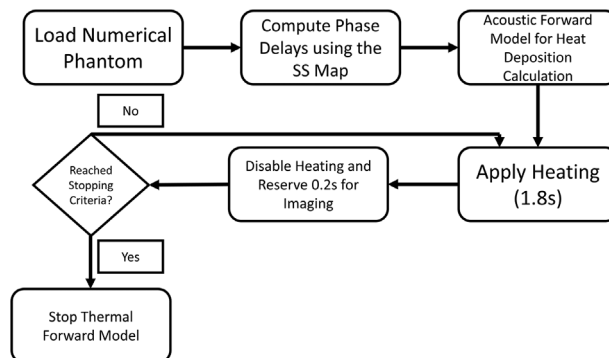 Load Numerical
Phantom
Compute Phase
Delays using the
SS Map
Acoustic Forward
Model for Heat
Deposition
Calculation
No
Reached
Stopping
Criteria?
Disable Heating and
Reserve 0.2s for
Imaging
Apply Heating
(1.8s)
Yes
Stop Thermal
Forward Model